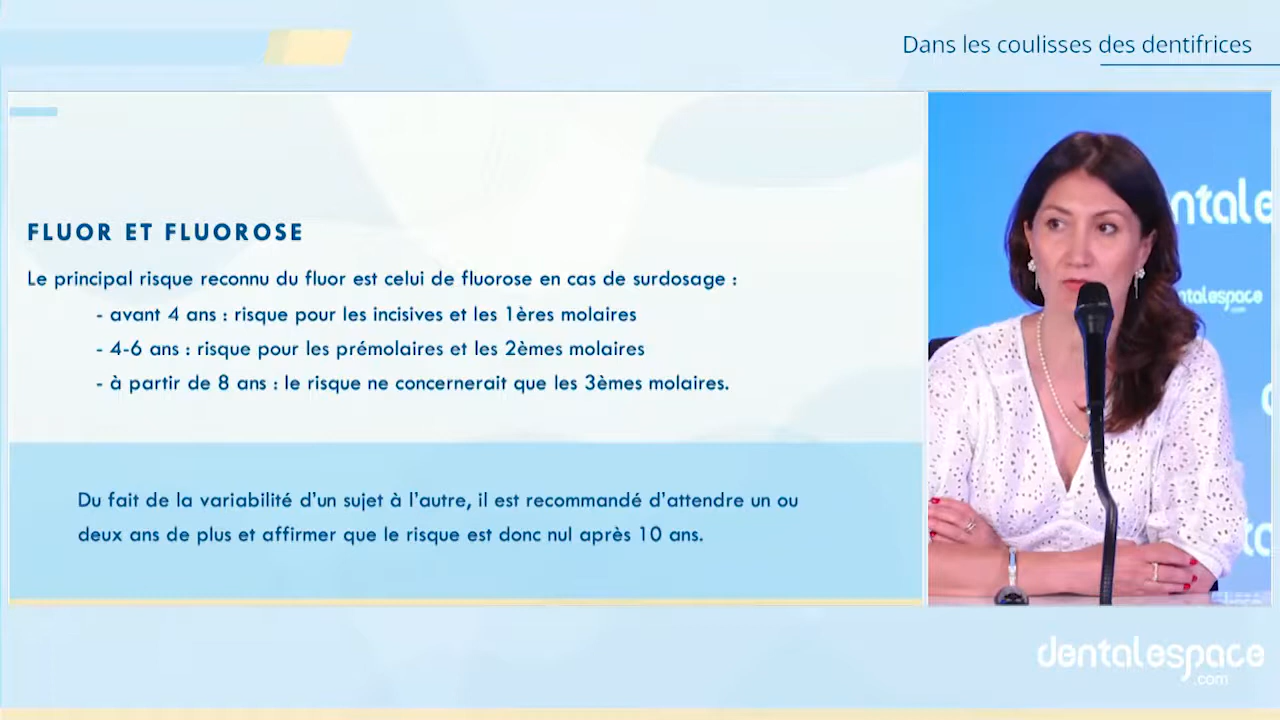 Dans les coulisses des dentifrices
FLUOR ET FLUOROSE
Le principal risque reconnu du fluor est celui de fluorose en cas de surdosage :
- avant 4 ans : risque pour les incisives et les 1ères molaires
- 4-6 ans : risque pour les prémolaires et les 2èmes molaires
- à partir de 8 ans : le risque ne concernerait que les 3èmes molaires.
Du fait de la variabilité d'un sujet à l'autre, il est recommandé d'attendre un ou
deux ans de plus et affirmer que le risque est donc nul après 10 ans.
ntale
ntalespace
dentalespace
.com